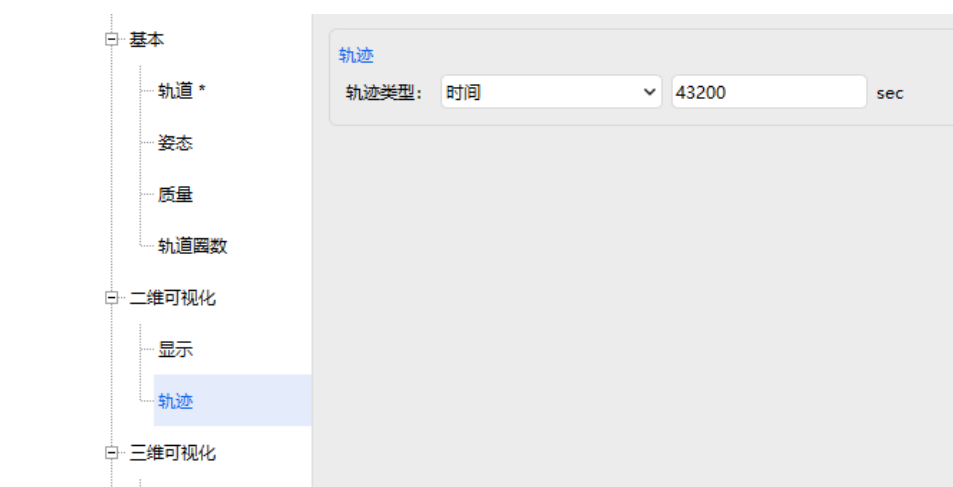 基本
轨道 *
姿态
质量
轨道圈数
二维可视化
显示
轨迹
三维可视化
轨迹
轨迹类型: 时间 43200 sec